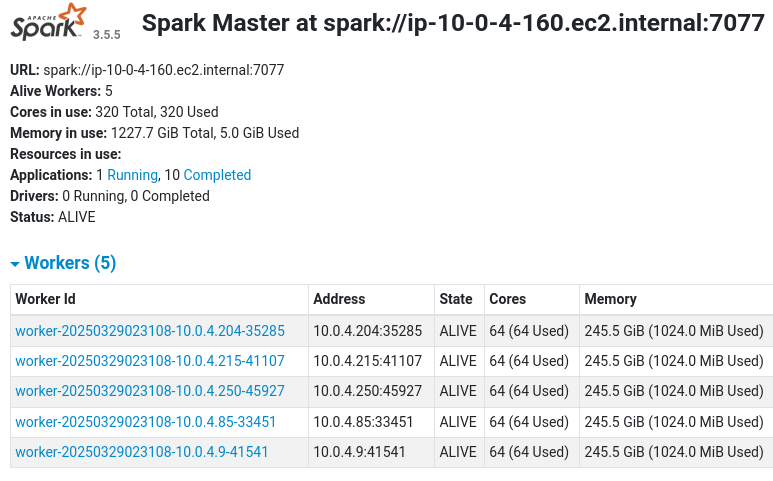 APACHE
Spark 3.5.5 Spark Master at spark://ip-10-0-4-160.ec2.internal:7077
URL: spark://ip-10-0-4-160.ec2.internal:7077
Alive Workers: 5
Cores in use: 320 Total, 320 Used
Memory in use: 1227.7 GiB Total, 5.0 GiB Used
Resources in use:
Applications: 1 Running, 10 Completed
Drivers: 0 Running, 0 Completed
Status: ALIVE
Workers (5)
Worker Id Address State Cores Memory
worker-20250329023108-10.0.4.204-35285 10.0.4.204:35285 ALIVE 64 (64 Used) 245.5 GiB (1024.0 MiB Used)
worker-20250329023108-10.0.4.215-41107 10.0.4.215:41107 ALIVE 64 (64 Used) 245.5 GiB (1024.0 MiB Used)
worker-20250329023108-10.0.4.250-45927 10.0.4.250:45927 ALIVE 64 (64 Used) 245.5 GiB (1024.0 MiB Used)
worker-20250329023108-10.0.4.85-33451 10.0.4.85:33451 ALIVE 64 (64 Used) 245.5 GiB (1024.0 MiB Used)
worker-20250329023108-10.0.4.9-41541 10.0.4.9:41541 ALIVE 64 (64 Used) 245.5 GiB (1024.0 MiB Used)